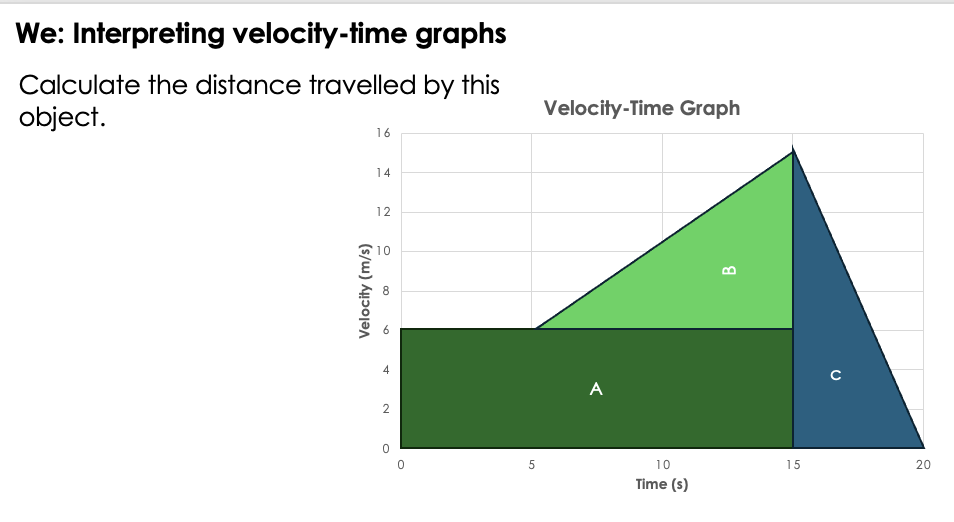 We: Interpreting velocity-time graphs
Calculate the distance travelled by this
object.
Velocity-Time Graph
16
14
12
10
8
6
4
2
0
Velocity (m/s)
B
A
C
0 5 10 15 20
Time (s)